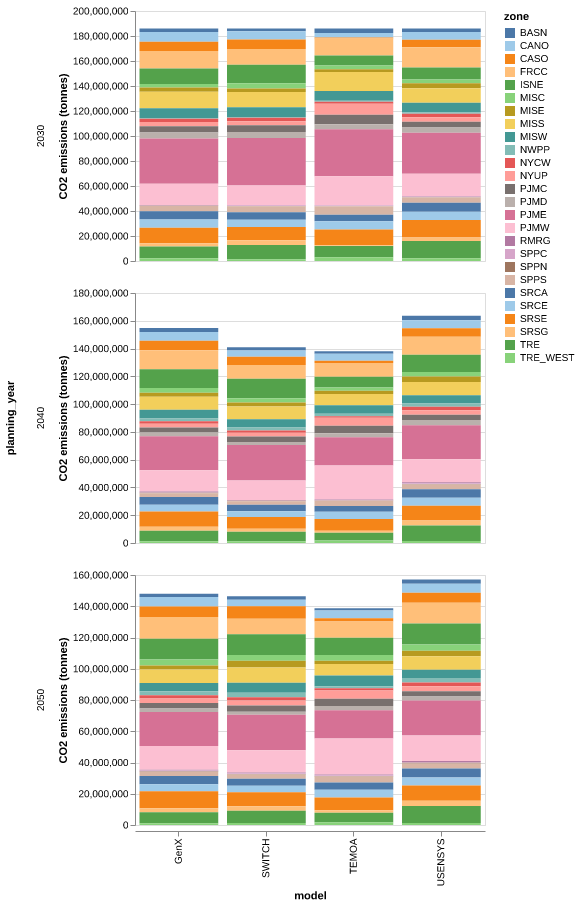 zone
BASN
CANO
CASO
FRCC
ISNE
MISC
MISE
MISS
MISW
NWPP
NYCW
NYUP
PJMC
PJMD
PJME
PJMW
RMRG
SPPC
SPPN
SPPS
SRCA
SRCE
SRSE
SRSG
TRE
TRE_WEST
planning_year
2030
CO2 emissions (tonnes)
200,000,000
180,000,000
160,000,000
140,000,000
120,000,000
100,000,000
80,000,000
60,000,000
40,000,000
20,000,000
0
2040
CO2 emissions (tonnes)
180,000,000
160,000,000
140,000,000
120,000,000
100,000,000
80,000,000
60,000,000
40,000,000
20,000,000
0
2050
CO2 emissions (tonnes)
160,000,000
140,000,000
120,000,000
100,000,000
80,000,000
60,000,000
40,000,000
20,000,000
0
GenX
SWITCH
TEMOA
USENSYS
model